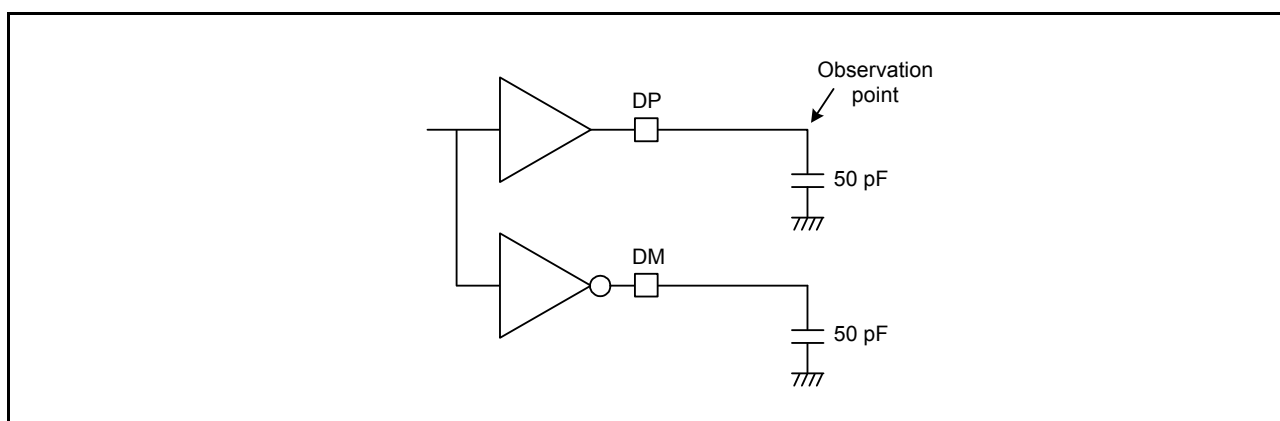 Observation
point
DP
50 pF
DM
50 pF